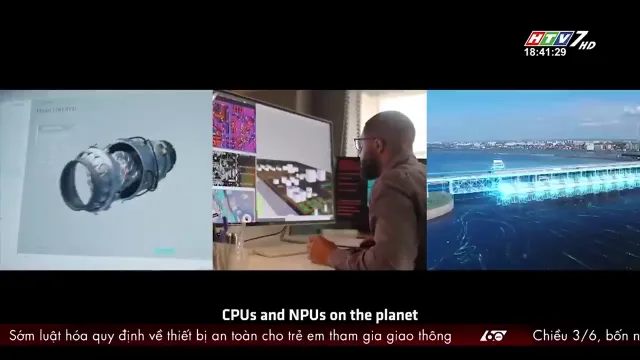 HTV7 HD
18:41:29
CPUs and NPUs on the planet
Sớm luật hóa quy định về thiết bị an toàn cho trẻ em tham gia giao thông
60
Chiều 3/6, bốn n